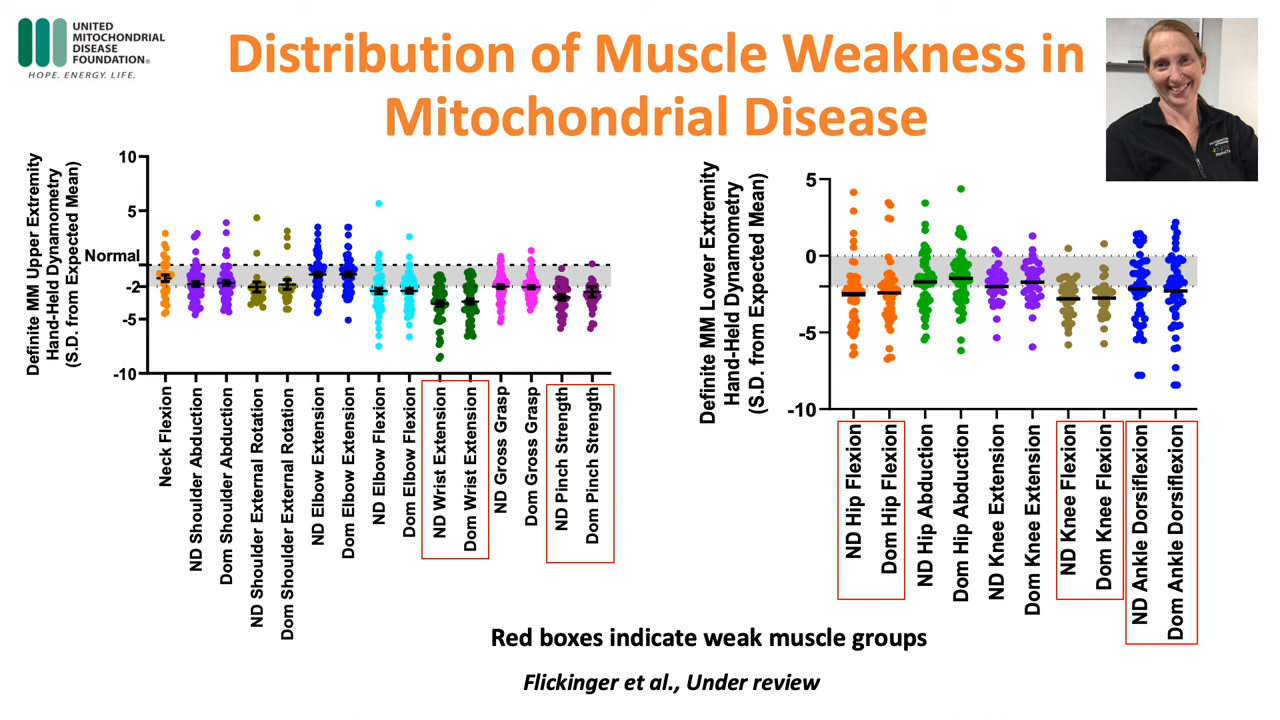 UNITED
MITOCHONDRIAL
DISEASE
FOUNDATION®
HOPE. ENERGY. LIFE.
Distribution of Muscle Weakness in
Mitochondrial Disease
Definite MM Upper Extremity
Hand-Held Dynamometry
(S.D. from Expected Mean)
10
5
Normal
-2
-5
-10
Neck Flexion
ND Shoulder Abduction
Dom Shoulder Abduction
ND Shoulder External Rotation
Dom Shoulder External Rotation
ND Elbow Extension
Dom Elbow Extension
ND Elbow Flexion
Dom Elbow Flexion
ND Wrist Extension
Dom Wrist Extension
ND Gross Grasp
Dom Gross Grasp
ND Pinch Strength
Dom Pinch Strength
Definite MM Lower Extremity
Hand-Held Dynamometry
(S.D. from Expected Mean)
5
0
-5
-10
ND Hip Flexion
Dom Hip Flexion
ND Hip Abduction
Dom Hip Abduction
ND Knee Extension
Dom Knee Extension
ND Knee Flexion
Dom Knee Flexion
ND Ankle Dorsiflexion
Dom Ankle Dorsiflexion
Red boxes indicate weak muscle groups
Flickinger et al., Under review